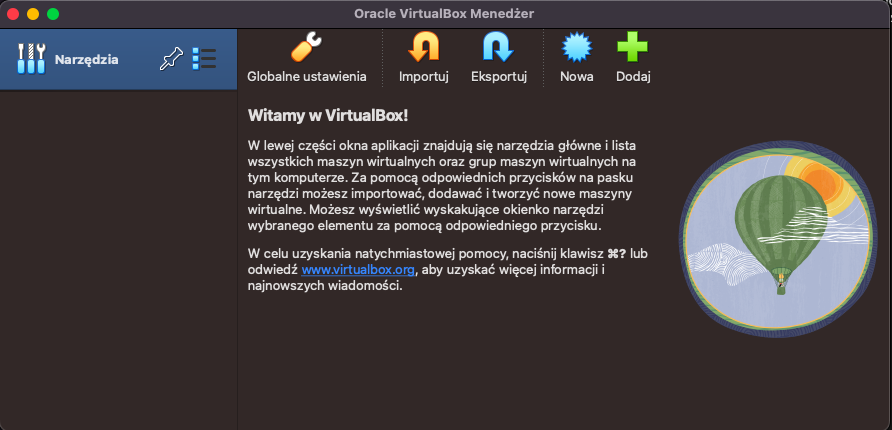 Oracle VirtualBox Menedżer
Narzędzia
Globalne ustawienia
Importuj
Eksportuj
Nowa
Dodaj
Witamy w VirtualBox!
W lewej części okna aplikacji znajdują się narzędzia główne i lista
wszystkich maszyn wirtualnych oraz grup maszyn wirtualnych na
tym komputerze. Za pomocą odpowiednich przycisków na pasku
narzędzi możesz importować, dodawać i tworzyć nowe maszyny
wirtualne. Możesz wyświetlić wyskakujące okienko narzędzi
wybranego elementu za pomocą odpowiedniego przycisku.
W celu uzyskania natychmiastowej pomocy, naciśnij klawisz ⌘? lub
odwiedź www.virtualbox.org, aby uzyskać więcej informacji i
najnowszych wiadomości.